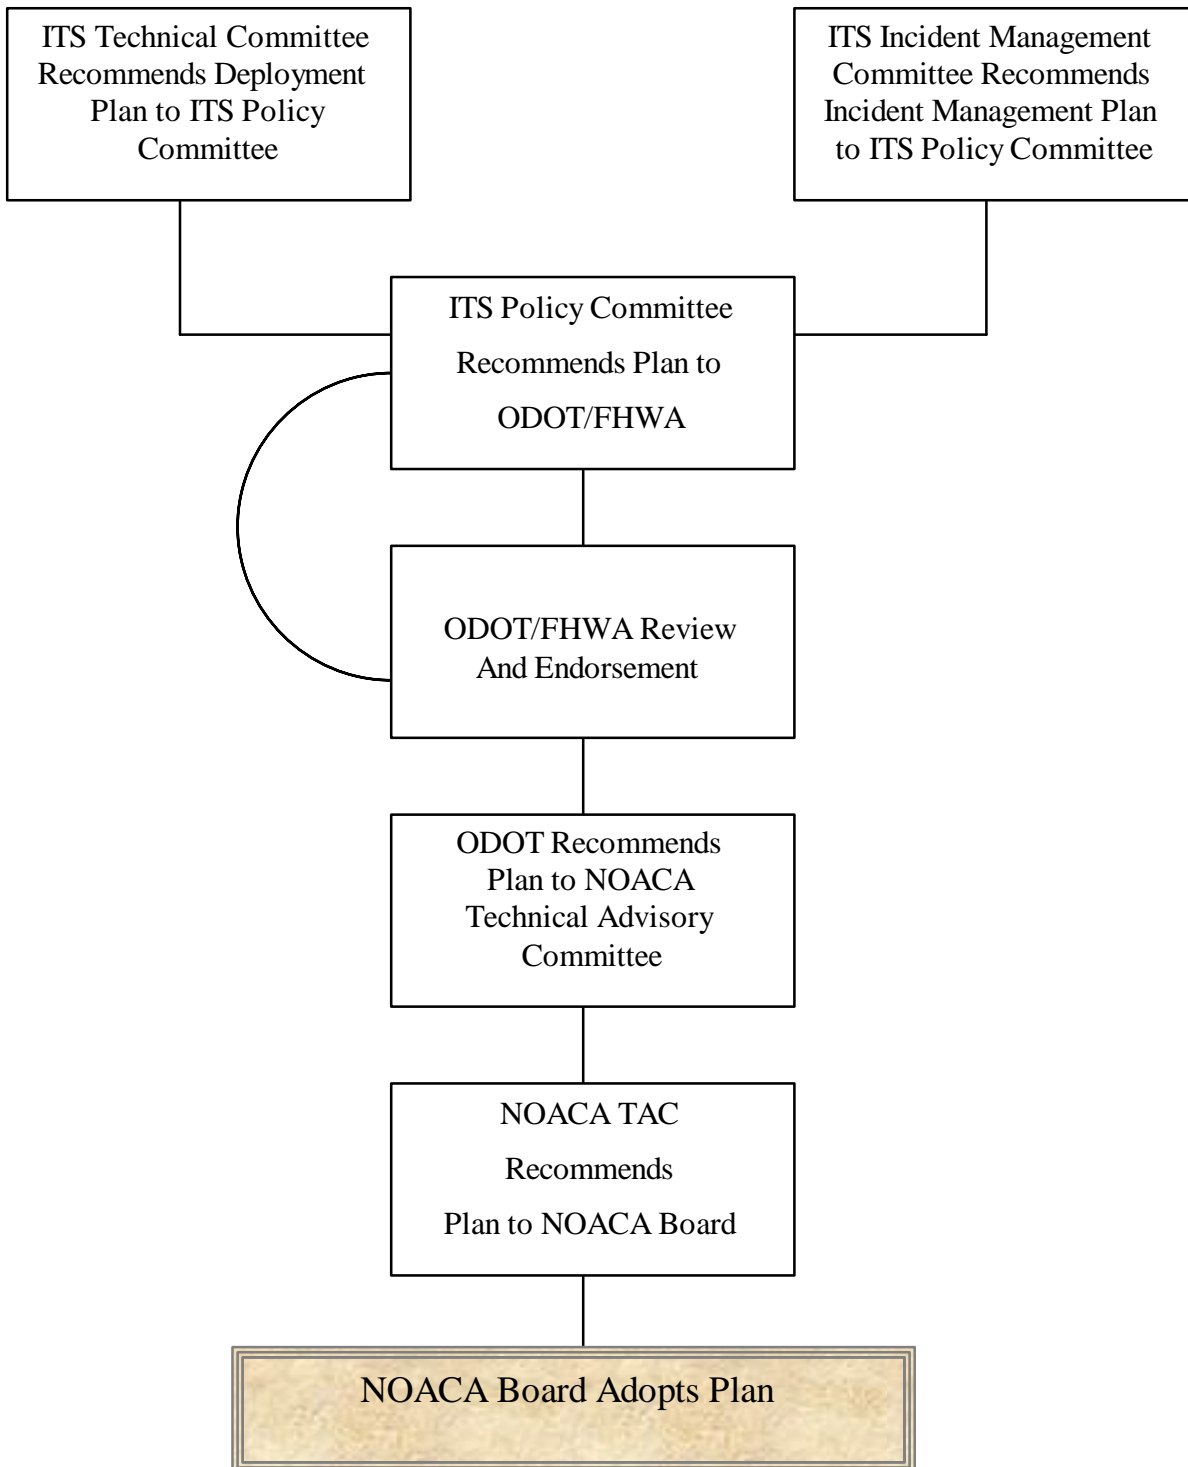 ITS Technical Committee
Recommends Deployment
Plan to ITS Policy
Committee
ITS Incident Management
Committee Recommends
Incident Management Plan
to ITS Policy Committee
ITS Policy Committee
Recommends Plan to
ODOT/FHWA
ODOT/FHWA Review
And Endorsement
ODOT Recommends
Plan to NOACA
Technical Advisory
Committee
NOACA TAC
Recommends
Plan to NOACA Board
NOACA Board Adopts Plan